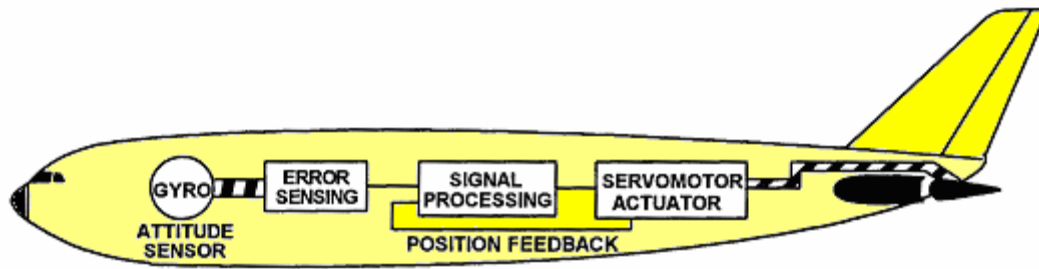 GYRO
ATTITUDE
SENSOR
ERROR
SENSING
SIGNAL
PROCESSING
SERVOMOTOR
ACTUATOR
POSITION FEEDBACK